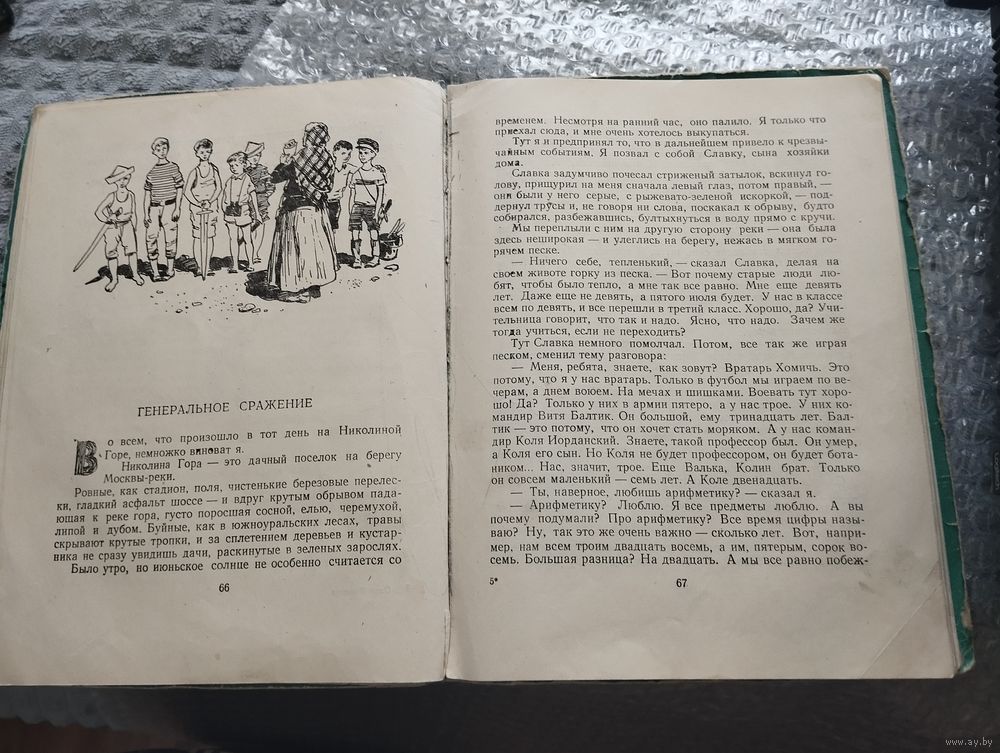 ГЕНЕРАЛЬНОЕ СРАЖЕНИЕ
Во всем, что произошло в тот день на Николиной
Горе, немножко виноват я.
Николина Гора — это дачный поселок на берегу
Москвы-реки.
Ровные, как стадион, поля, чистенькие березовые перелес-
ки, гладкий асфальт шоссе — и вдруг крутым обрывом пада-
ющая к реке гора, густо поросшая сосной, елью, черемухой,
липой и дубом. Буйные, как в южноуральских лесах, травы
скрывают крутые тропки, и за сплетением деревьев и кустар-
ника не сразу увидишь дачи, раскинутые в зеленых зарослях.
Было утро, но июньское солнце не особенно считается со
66
временем. Несмотря на ранний час, оно палило. Я только что
приехал сюда, и мне очень хотелось выкупаться.
Тут я и предпринял то, что в дальнейшем привело к чрезвы-
чайным событиям. Я позвал с собой Славку, сына хозяйки
дома.
Славка задумчиво почесал стриженый затылок, вскинул го-
лову, прищурил на меня сначала левый глаз, потом правый, —
они были у него серые, с рыжевато-зеленой искоркой, — под-
дернул трусы и, не говоря ни слова, поскакал к обрыву, будто
собирался, разбежавшись, бултыхнуться в воду прямо с кручи.
Мы переплыли с ним на другую сторону реки — она была
здесь неширокая — и улеглись на берегу, нежась в мягком го-
рячем песке.
— Ничего себе, тепленький, — сказал Славка, делая на
своем животе горку из песка. — Вот почему старые люди лю-
бят, чтобы было тепло, а мне так все равно. Мне еще девять
лет. Даже еще не девять, а пятого июля будет. У нас в классе
всем по девять, и все перешли в третий класс. Хорошо, да? Учи-
тельница говорит, что так и надо. Ясно, что надо. Зачем же
тогда учиться, если не переходить?
Тут Славка немного помолчал. Потом, все так же играя
песком, сменил тему разговора:
— Меня, ребята, знаете, как зовут? Вратарь Хомичь. Это
потому, что я у нас вратарь. Только в футбол мы играем по ве-
черам, а днем воюем. На мечах и шишками. Воевать тут хоро-
шо! Да? Только у них в армии пятеро, а у нас трое. У них ко-
мандир Витя Балтик. Он большой, ему тринадцать лет. Бал-
тик — это потому, что он хочет стать моряком. А у нас коман-
дир Коля Иорданский. Знаете, такой профессор был. Он умер,
а Коля его сын. Но Коля не будет профессором, он будет бота-
ником... Нас, значит, трое. Еще Валька, Колин брат. Только
он совсем маленький — семь лет. А Коле двенадцать.
— Ты, наверное, любишь арифметику? — сказал я.
— Арифметику? Люблю. Я все предметы люблю. А вы
почему подумали? Про арифметику? Все время цифры назы-
ваю? Ну, так это же очень важно — сколько лет. Вот, напри-
мер, нам всем троим двадцать восемь, а им, пятерым, сорок во-
семь. Большая разница? На двадцать. А мы все равно побеж-
5*
67
www.ay.by